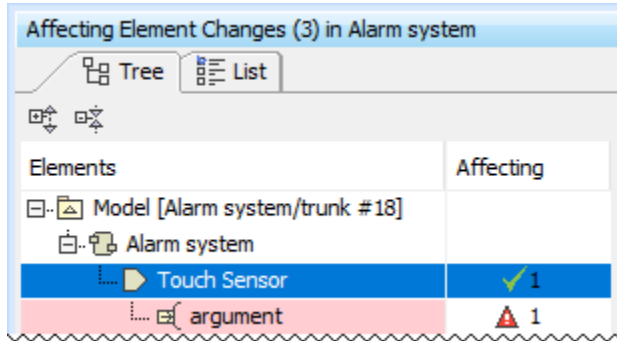 Affecting Element Changes (3) in Alarm system
Tree List
Elements Affecting
Model [Alarm system/trunk #18]
Alarm system
Touch Sensor 1
argument 1